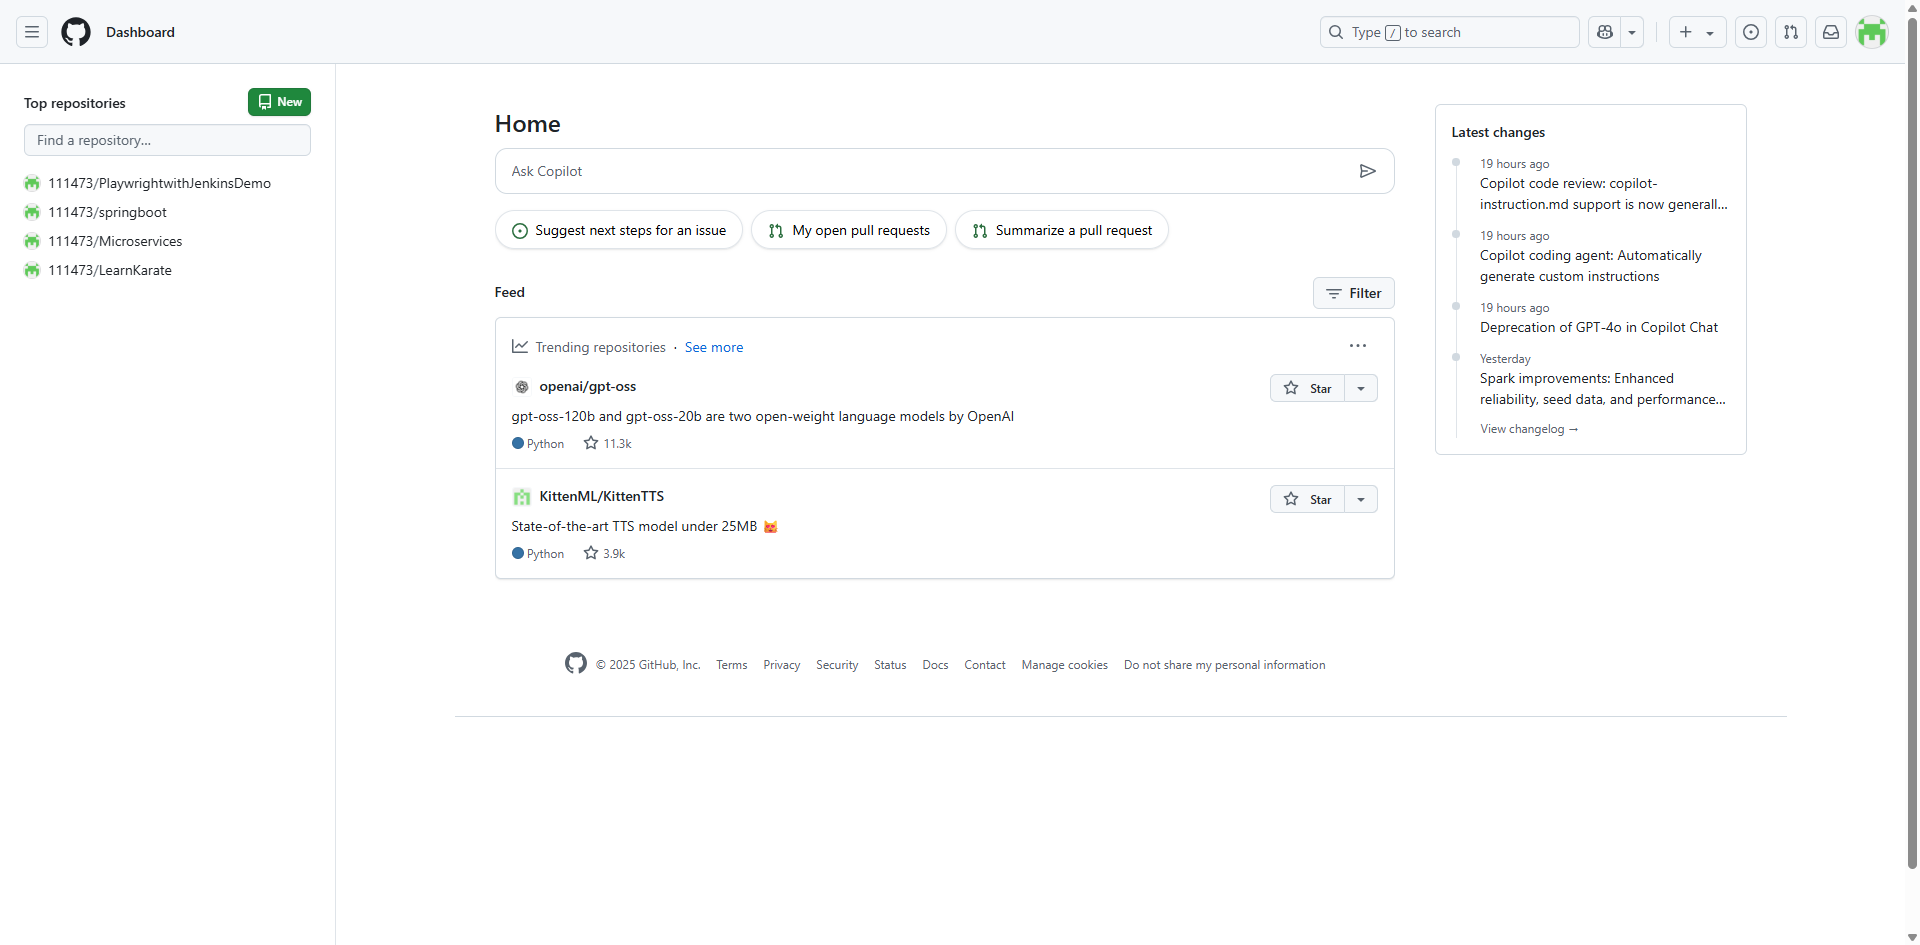 Dashboard
Type / to search
Top repositories
New
Find a repository...
111473/PlaywrightwithJenkinsDemo
111473/springboot
111473/Microservices
111473/LearnKarate
Home
Ask Copilot
Suggest next steps for an issue
My open pull requests
Summarize a pull request
Feed
Filter
Trending repositories · See more
openai/gpt-oss
Star
gpt-oss-120b and gpt-oss-20b are two open-weight language models by OpenAI
Python 11.3k
KittenML/KittenTTS
Star
State-of-the-art TTS model under 25MB 😻
Python 3.9k
Latest changes
19 hours ago
Copilot code review: copilot-
instruction.md support is now generall...
19 hours ago
Copilot coding agent: Automatically
generate custom instructions
19 hours ago
Deprecation of GPT-4o in Copilot Chat
Yesterday
Spark improvements: Enhanced
reliability, seed data, and performance...
View changelog →
© 2025 GitHub, Inc. Terms Privacy Security Status Docs Contact Manage cookies Do not share my personal information